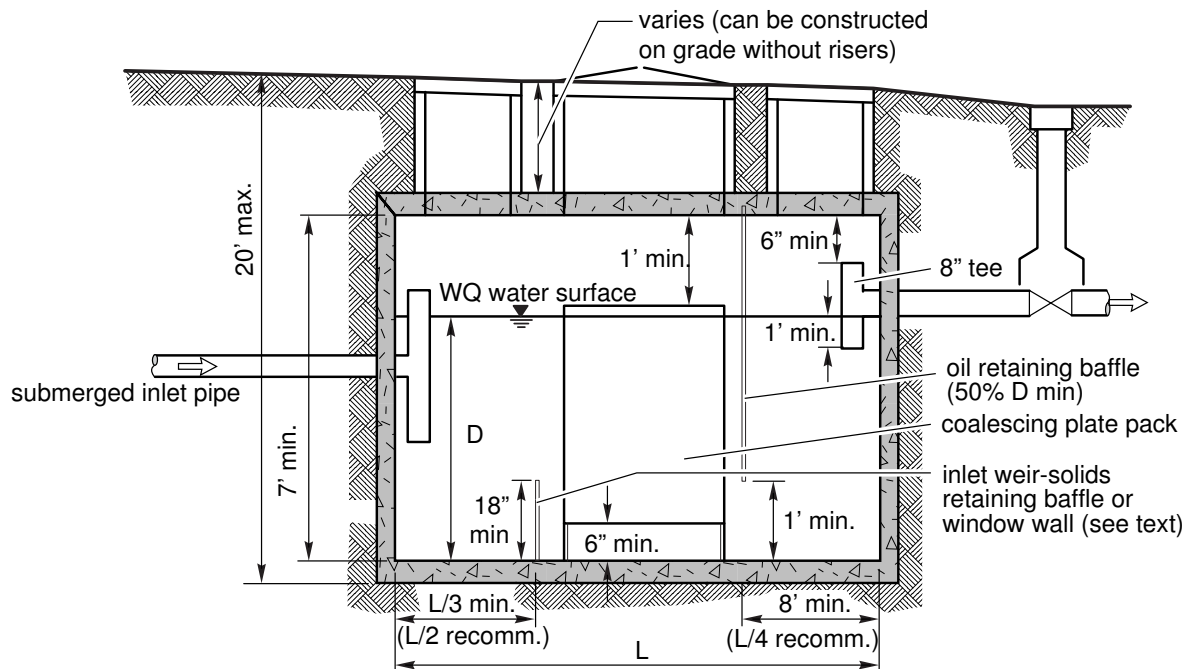 varies (can be constructed
on grade without risers)
20’ max.
7’ min.
1’ min.
6” min
8” tee
WQ water surface
1’ min.
submerged inlet pipe
oil retaining baffle
(50% D min)
coalescing plate pack
D
inlet weir-solids
retaining baffle or
window wall (see text)
18”
min
6” min.
1’ min.
L/3 min.
(L/2 recomm.)
8’ min.
(L/4 recomm.)
L